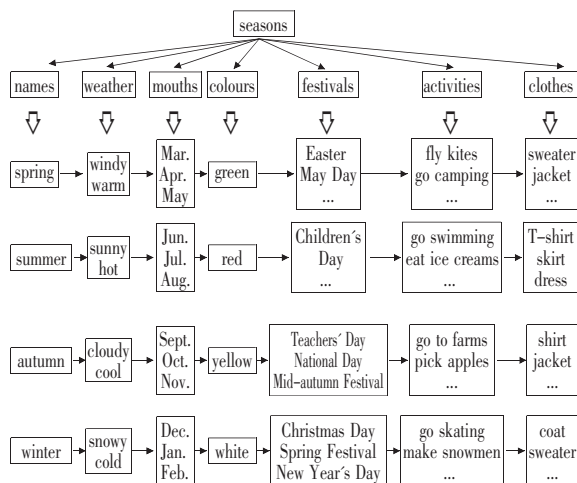 seasons
names
weather
mouths
colours
festivals
activities
clothes
spring
windy
warm
Mar.
Apr.
May
green
Easter
May Day
...
fly kites
go camping
...
sweater
jacket
...
summer
sunny
hot
Jun.
Jul.
Aug.
red
Children's
Day
...
go swimming
eat ice creams
...
T-shirt
skirt
dress
autumn
cloudy
cool
Sept.
Oct.
Nov.
yellow
Teachers' Day
National Day
Mid-autumn Festival
go to farms
pick apples
...
shirt
jacket
...
winter
snowy
cold
Dec.
Jan.
Feb.
white
Christmas Day
Spring Festival
New Year's Day
go skating
make snowmen
...
coat
sweater
...